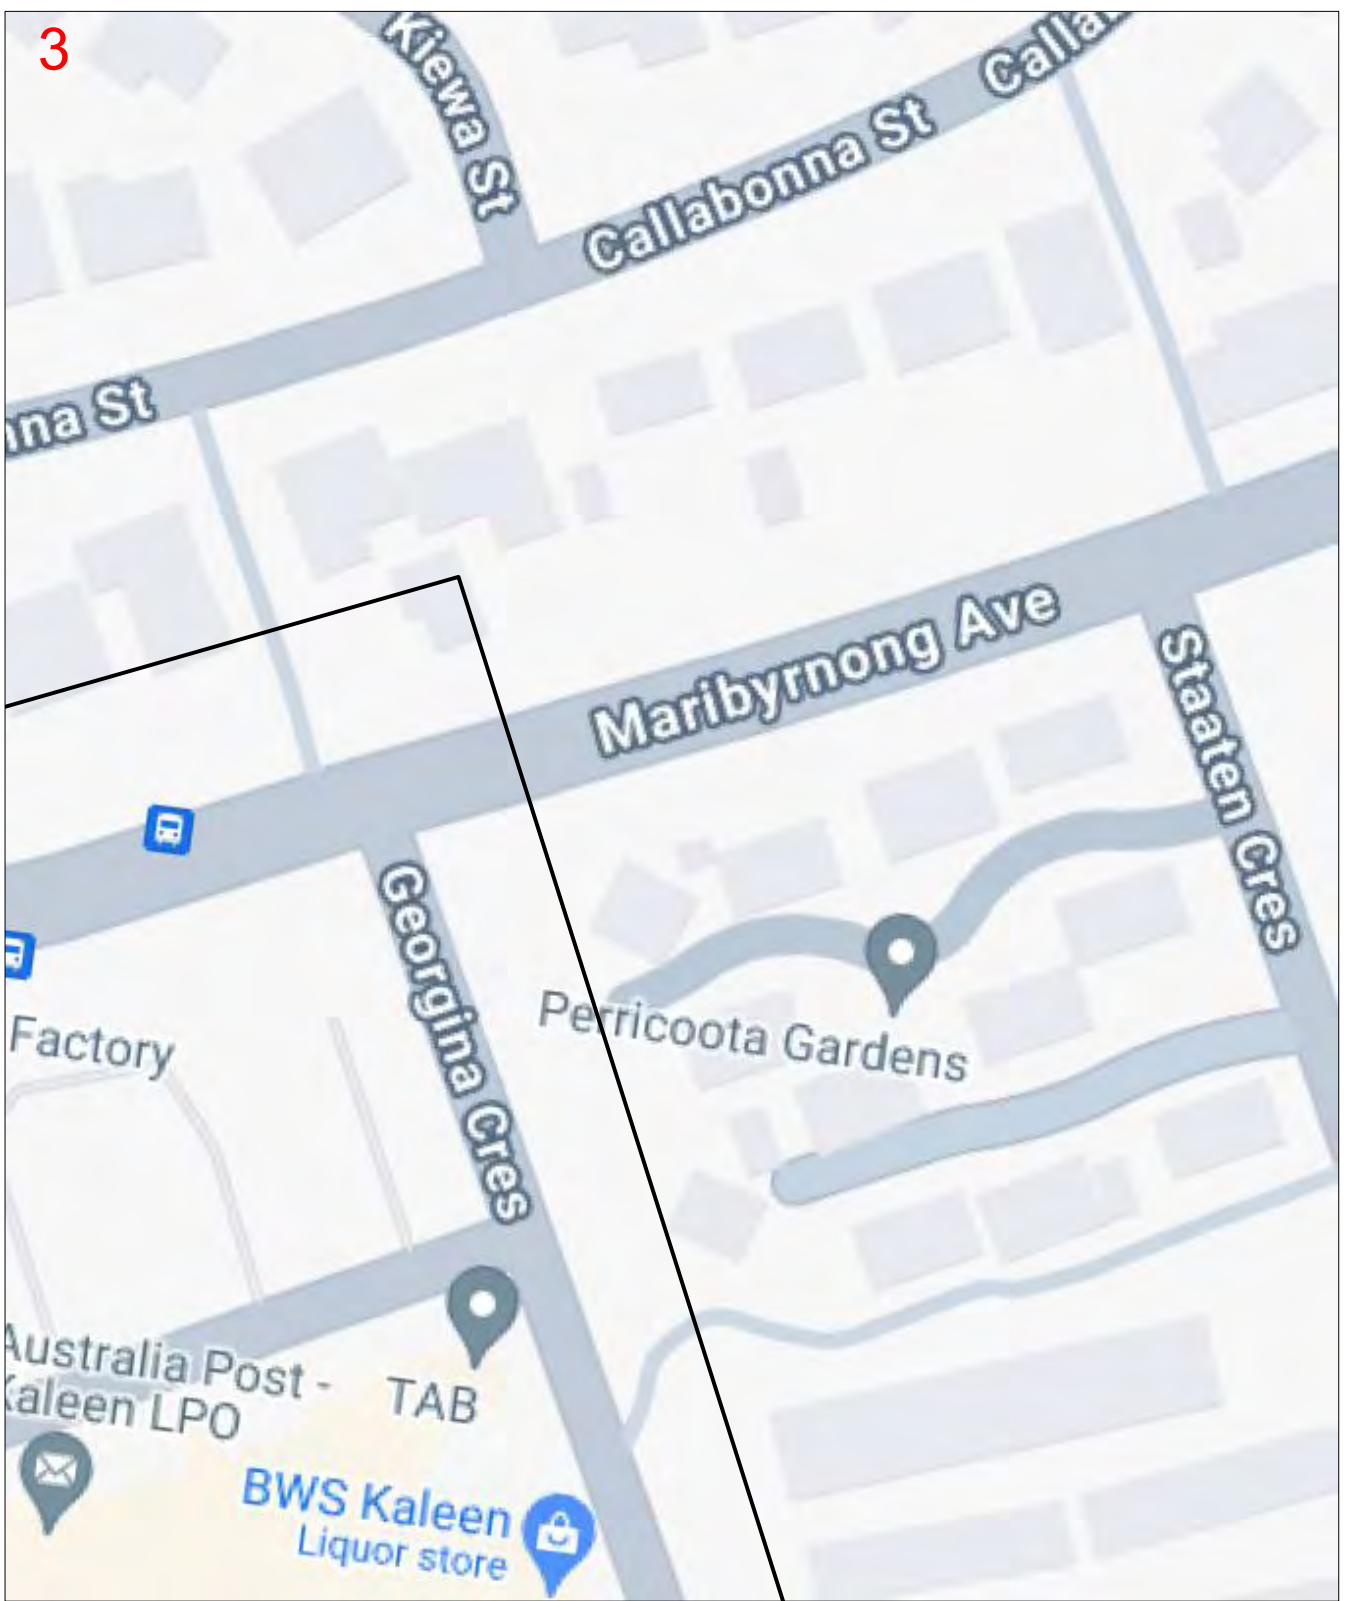 3
Kiewa St
Callabonna St
Calla
nna St
Maribyrnong Ave
Staaten Cres
Georgina Cres
Perricoota Gardens
Factory
Australia Post -
Kaleen LPO
TAB
BWS Kaleen
Liquor store